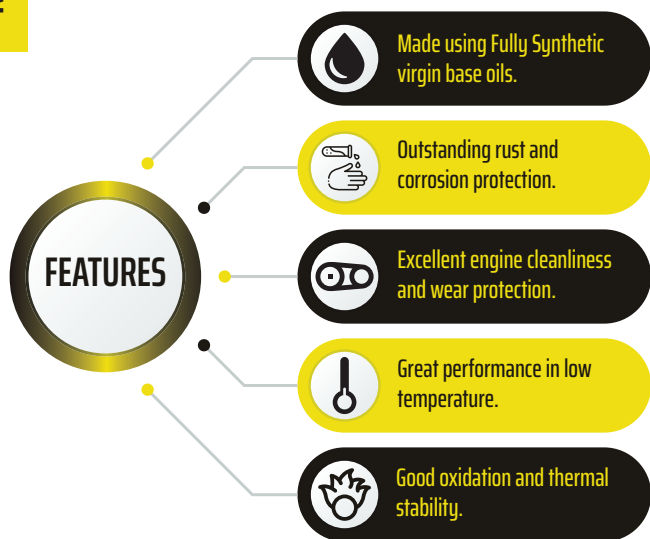 FEATURES
Made using Fully Synthetic
virgin base oils.
Outstanding rust and
corrosion protection.
Excellent engine cleanliness
and wear protection.
Great performance in low
temperature.
Good oxidation and thermal
stability.